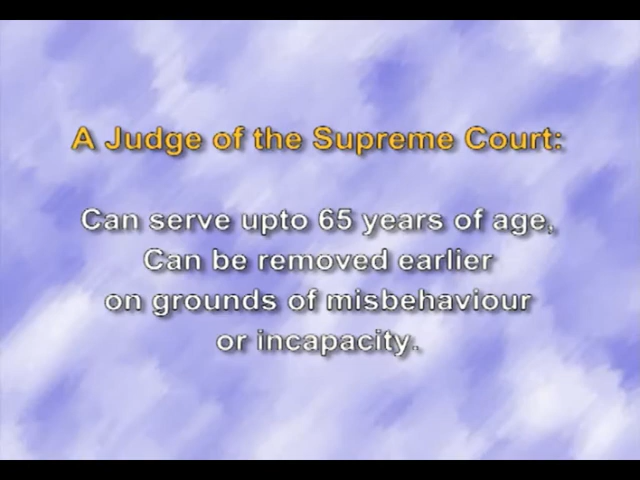 A Judge of the Supreme Court:
Can serve upto 65 years of age,
Can be removed earlier
on grounds of misbehaviour
or incapacity.